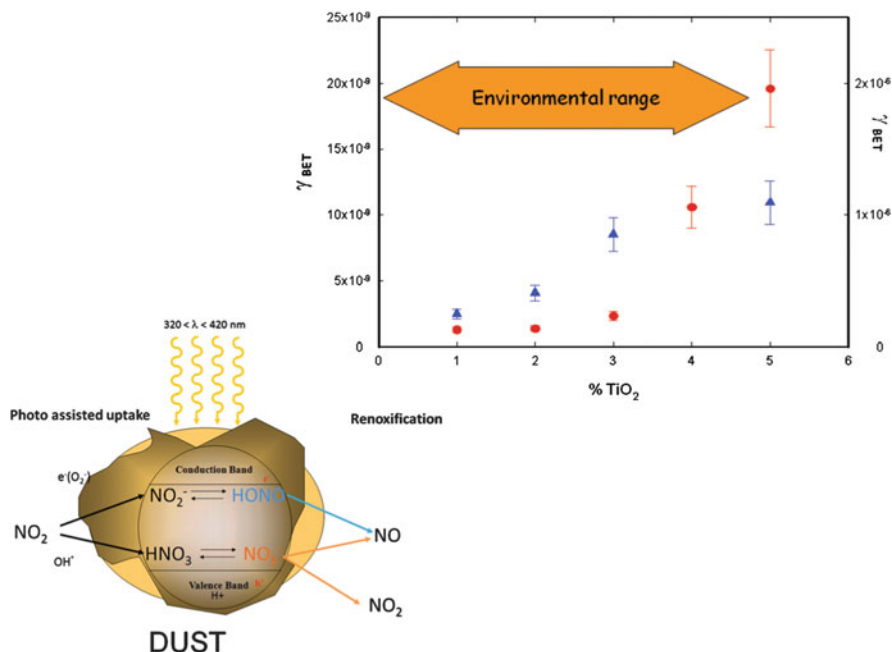 25x10⁻⁹
20x10⁻⁹
15x10⁻⁹
10x10⁻⁹
5x10⁻⁹
0
γ BET
Environmental range
2x10⁻⁶
1x10⁻⁶
0
γ BET
0 1 2 3 4 5 6
% TiO₂
320 < λ < 420 nm
Photo assisted uptake
Renoxification
Conduction Band
e⁻(O₂⁻)
e⁻
NO₂⁻ HONO
NO₂
NO
OH•
HNO₃
Valence Band
H+
NO₂
DUST